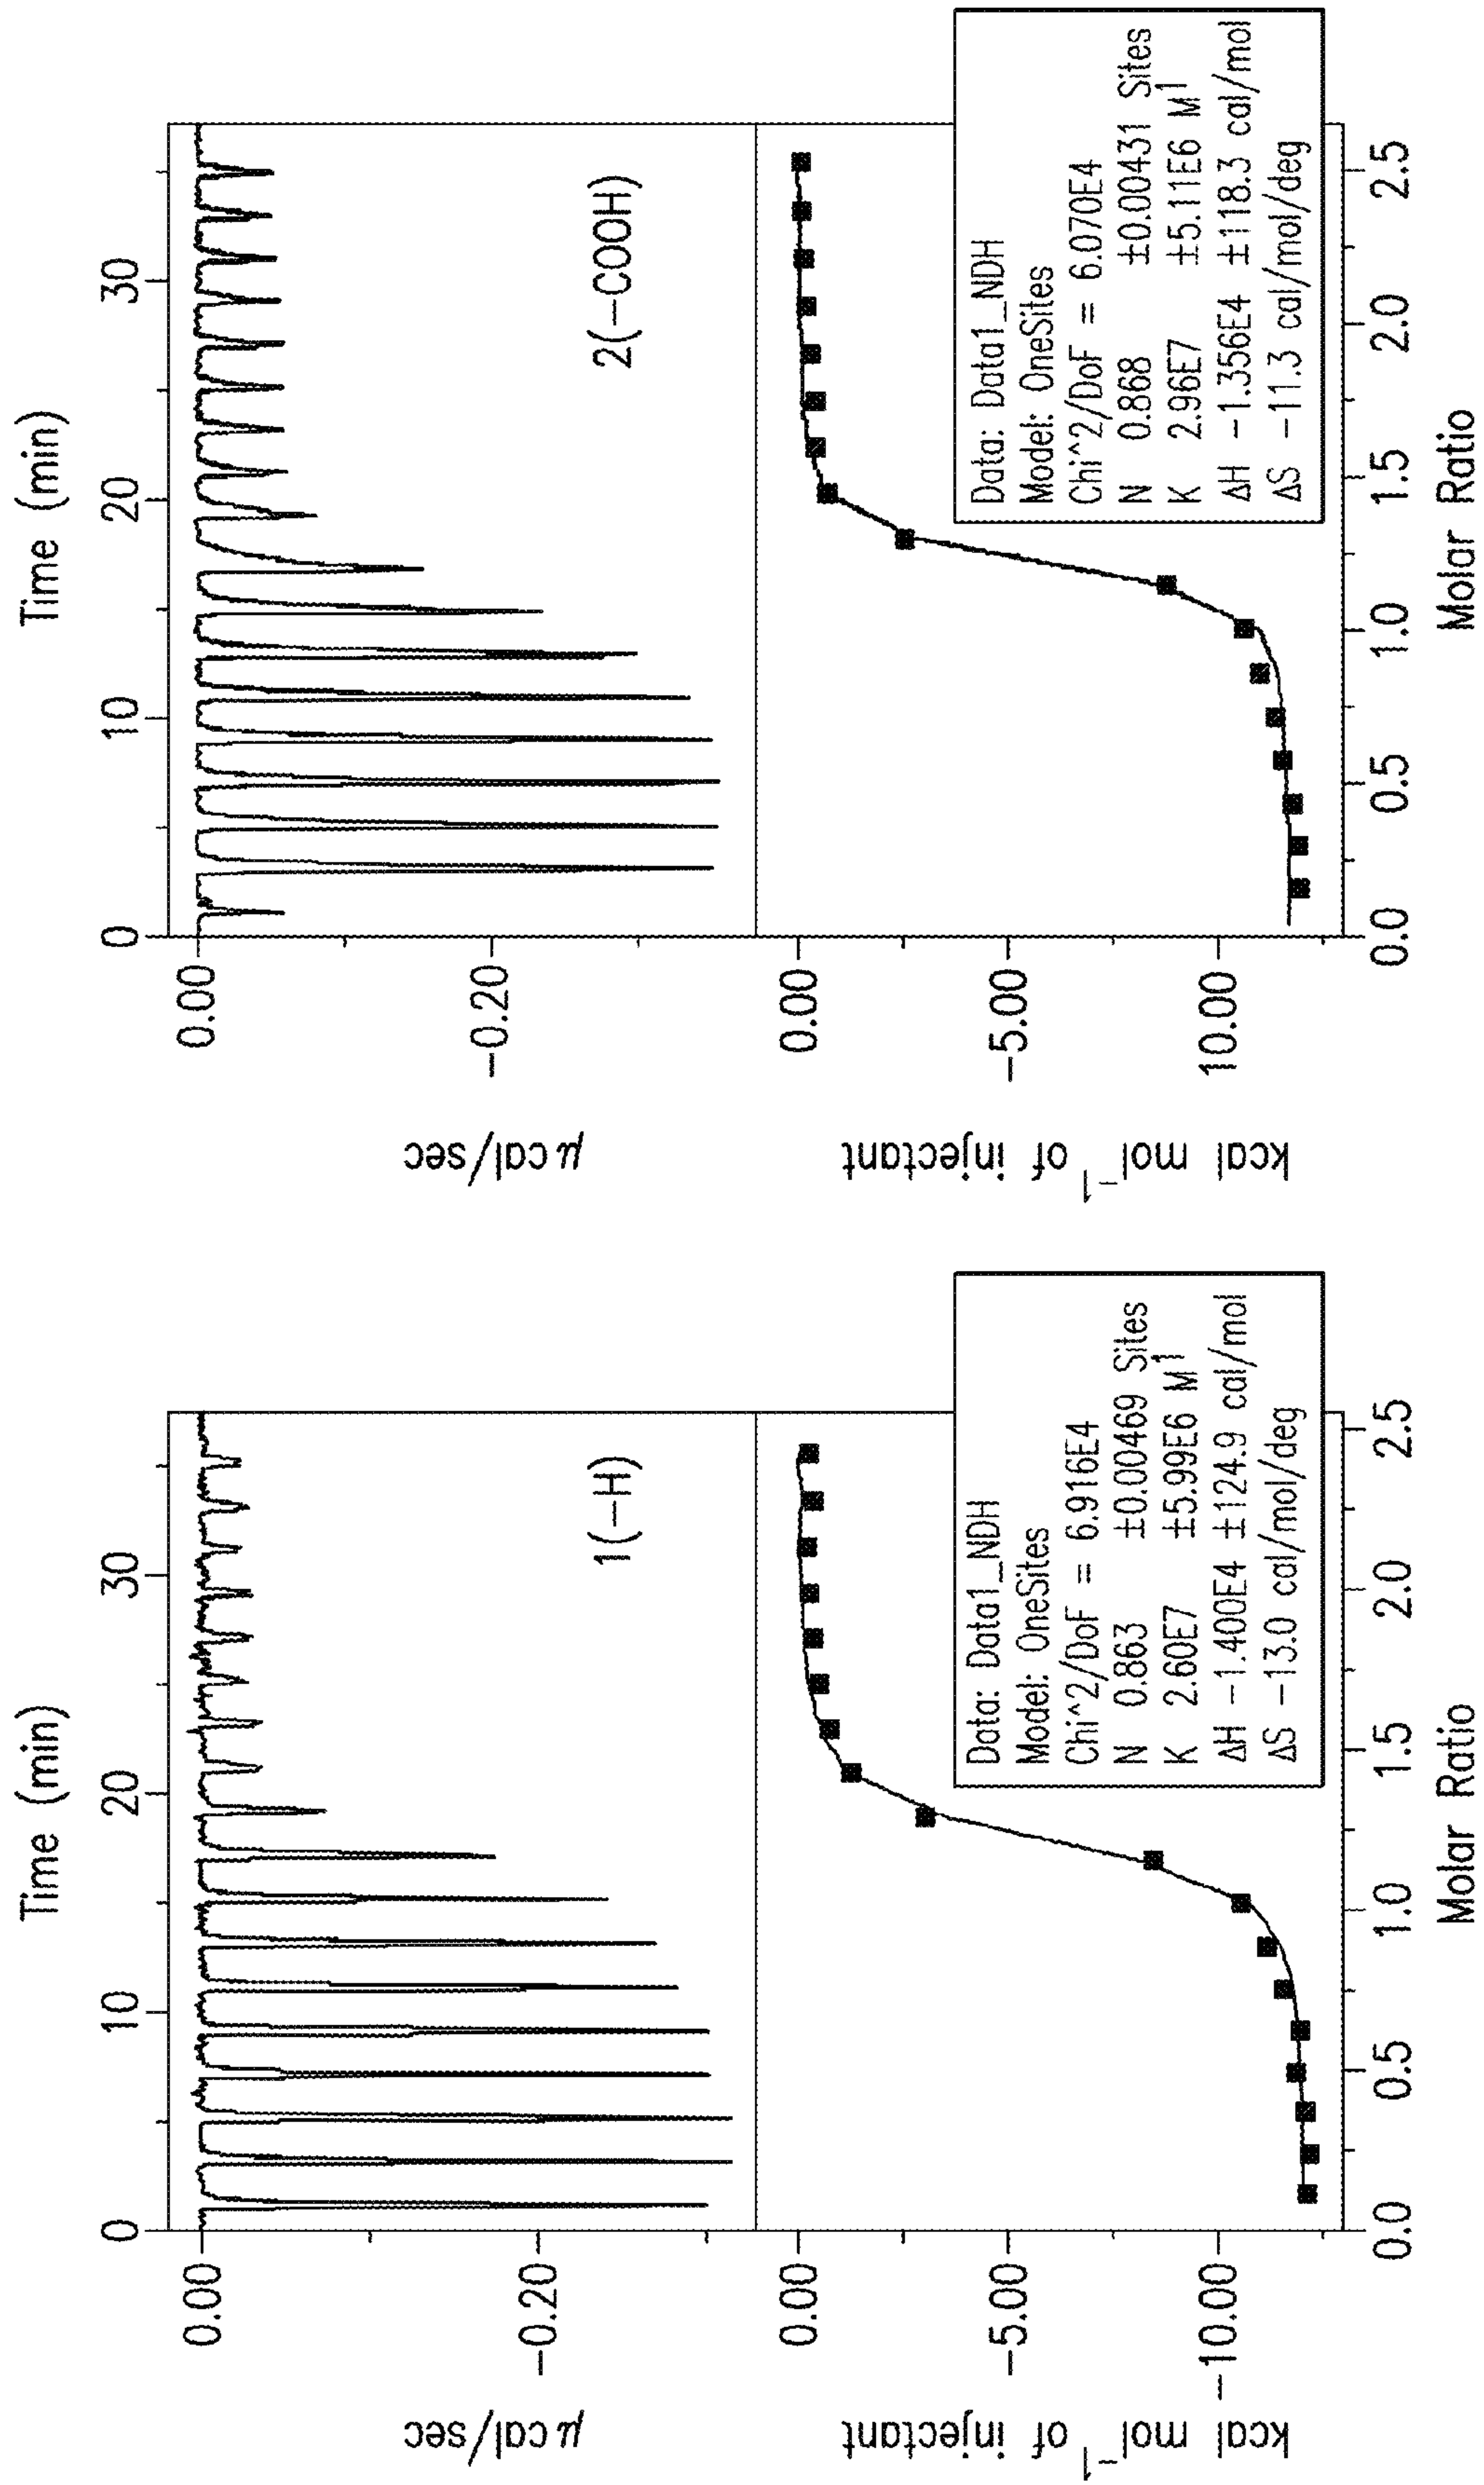 Time (min)
0 10 20 30
0.00
-0.20
μcal/sec
1(-H)
0.00
-5.00
-10.00
kcal mol⁻¹ of injectant
Data: Data1_NDH
Model: OneSites
Chi^2/DoF = 6.916E4
N 0.863 ±0.00469 Sites
K 2.60E7 ±5.99E6 M¹
ΔH -1.400E4 ±124.9 cal/mol
ΔS -13.0 cal/mol/deg
0.0 0.5 1.0 1.5 2.0 2.5
Molar Ratio
Time (min)
0 10 20 30
0.00
-0.20
μcal/sec
2(-COOH)
0.00
-5.00
10.00
kcal mol⁻¹ of injectant
Data: Data1_NDH
Model: OneSites
Chi^2/DoF = 6.070E4
N 0.868 ±0.00431 Sites
K 2.96E7 ±5.11E6 M¹
ΔH -1.356E4 ±118.3 cal/mol
ΔS -11.3 cal/mol/deg
0.0 0.5 1.0 1.5 2.0 2.5
Molar Ratio